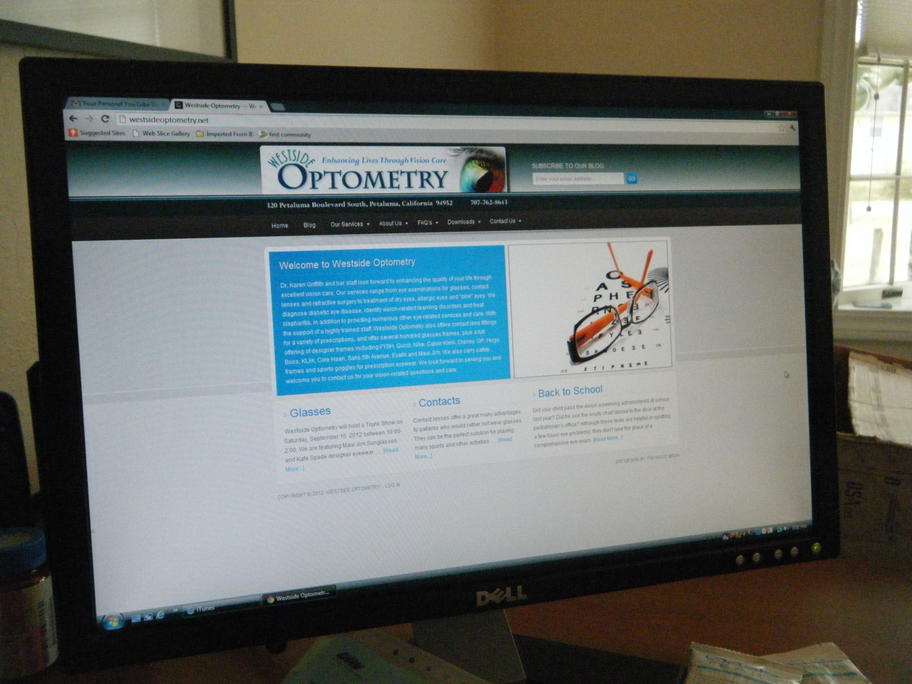 Your Personal YouTube
Westside Optometry — We
westsideoptometry.net
Suggested Sites Web Slice Gallery Imported From IE first community
WESTSIDE
Enhancing Lives Through Vision Care
OPTOMETRY
SUBSCRIBE TO OUR BLOG
Enter your email address...
GO
120 Petaluma Boulevard South, Petaluma, California 94952 707-762-8643
Home Blog Our Services About Us FAQ's Downloads Contact Us
Welcome to Westside Optometry
Dr. Karen Griffith and her staff look forward to enhancing the quality of your life through
excellent vision care. Our services range from eye examinations for glasses, contact
lenses and refractive surgery to treatment of dry eyes, allergic eyes and "pink" eyes. We
diagnose diabetic eye disease, identify vision-related learning disorders and treat
blepharitis, in addition to providing numerous other eye related services and care. With
the support of a highly trained staff, Westside Optometry also offers contact lens fittings
for a variety of prescriptions, and offer several hundred glasses frames, plus a full
offering of designer frames including FYSH, Gucci, Nike, Calvin Klein, Disney, OP, Hugo
Boss, KLiiK, Cole Haan, Saks 5th Avenue, Ecelin and Maui Jim. We also carry safety
frames and sports goggles for prescription eyewear. We look forward to seeing you and
welcome you to contact us for your vision-related questions and care.
A S
P H E
Glasses
Westside Optometry will host a Trunk Show on
Saturday, September 15, 2012 between 10:00-
2:00. We are featuring Maui Jim Sunglasses
and Kate Spade designer eyewear. ... [Read
More...]
Contacts
Contact lenses offer a great many advantages
to patients who would rather not wear glasses.
They can be the perfect solution for playing
many sports and other activities. ... [Read
More...]
Back to School
Did your child pass the vision screening administered at school
last year? Did he see the acuity chart taped to the door at the
pediatrician's office? Although these tests are helpful in spotting
a few basic eye problems, they don't take the place of a
comprehensive eye exam. [Read More...]
COPYRIGHT © 2012 · WESTSIDE OPTOMETRY · LOG IN
iTunes
Westside Optometr...
DELL
USA